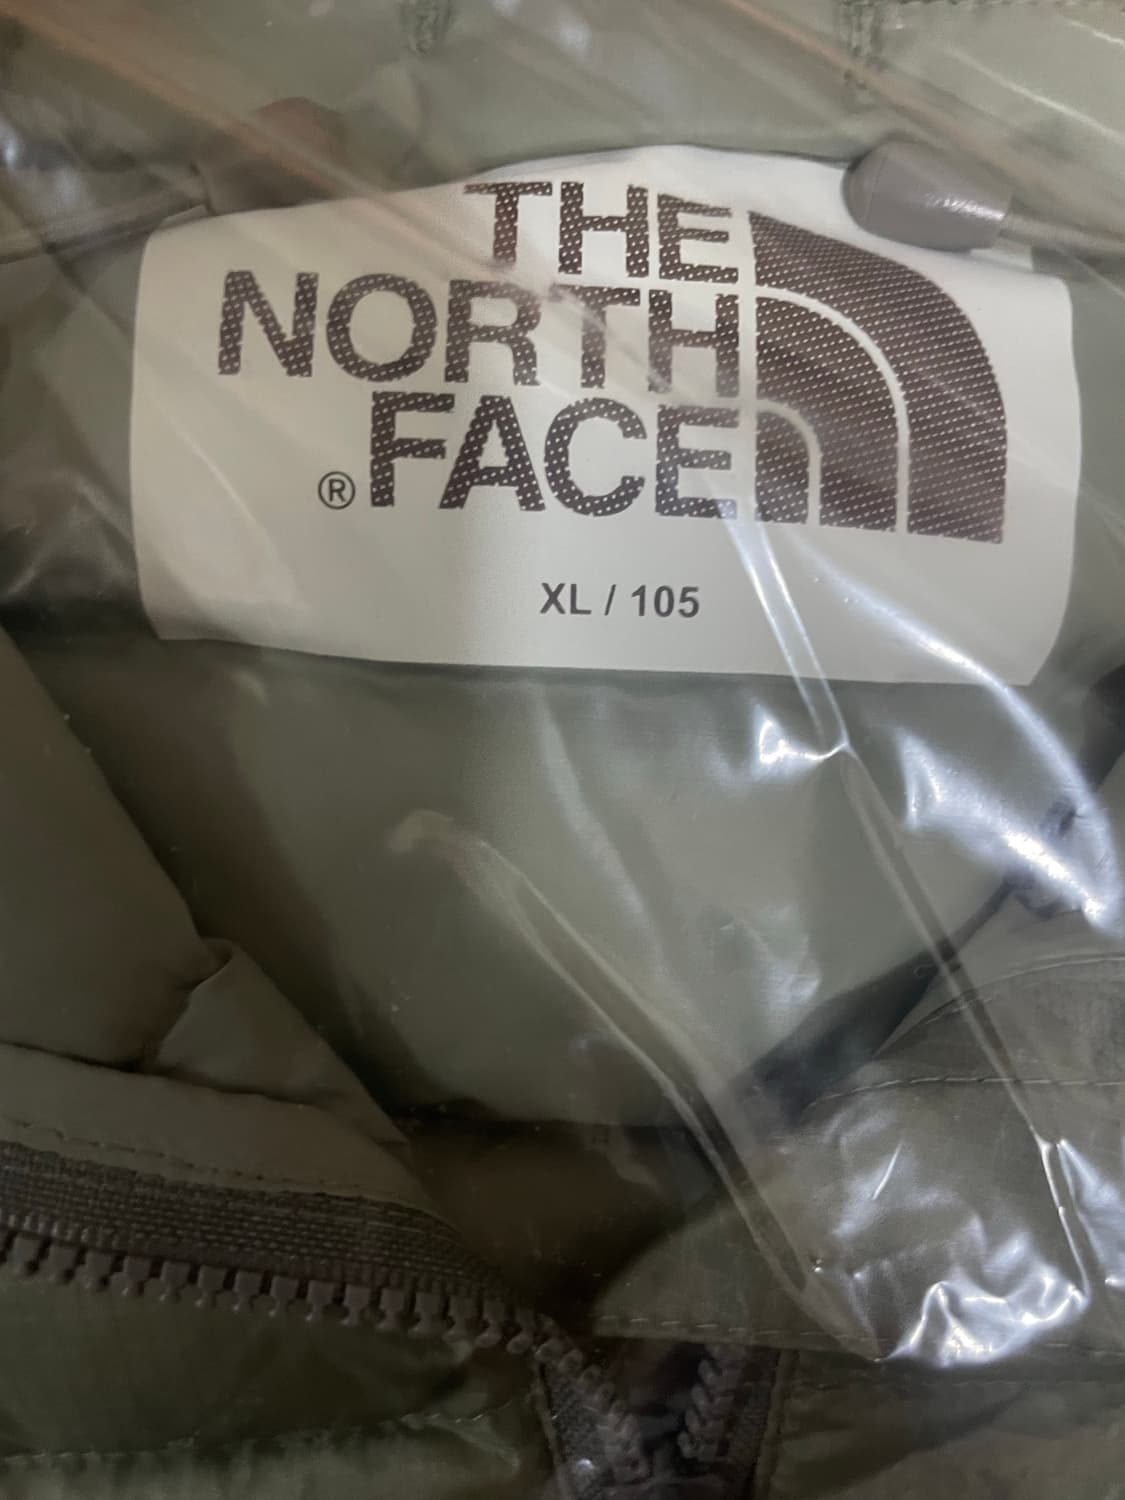 THE
NORTH
® FACE
XL / 105